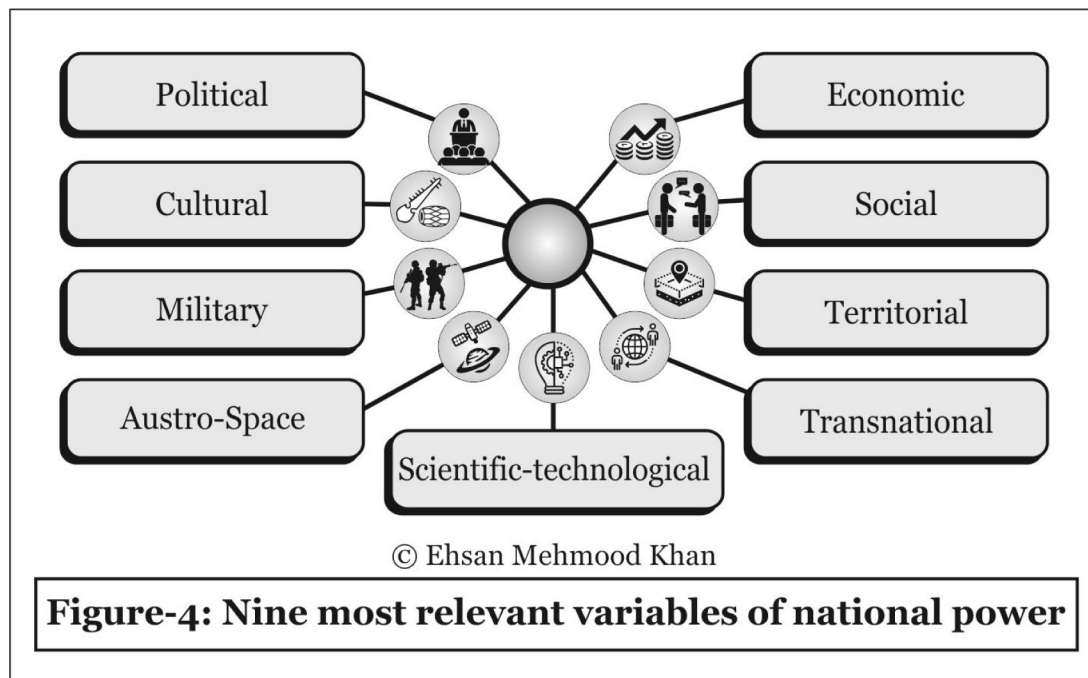 Political
Economic
Cultural
Social
Military
Territorial
Austro-Space
Transnational
Scientific-technological
© Ehsan Mehmood Khan
Figure-4: Nine most relevant variables of national power